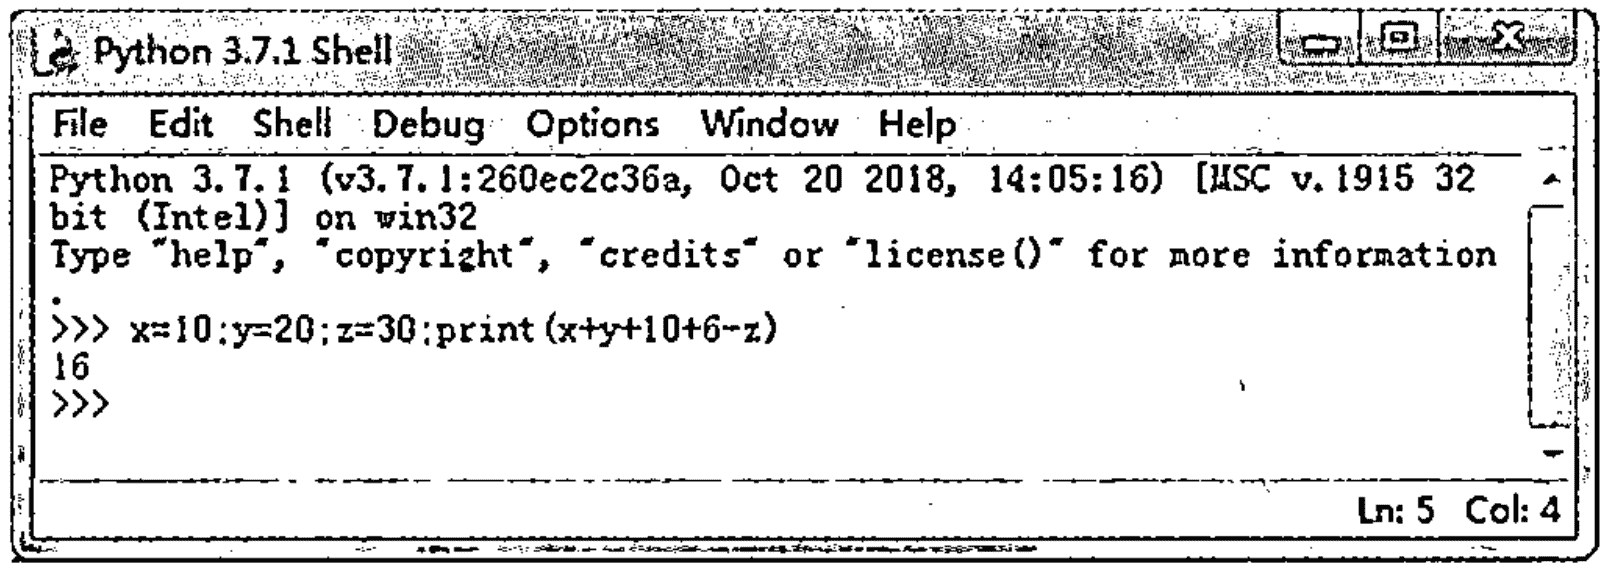 Python 3.7.1 Shell
File Edit Shell Debug Options Window Help
Python 3.7.1 (v3.7.1:260ec2c36a, Oct 20 2018, 14:05:16) [MSC v.1915 32
bit (Intel)] on win32
Type "help", "copyright", "credits" or "license()" for more information
.
>>> x=10;y=20;z=30;print(x+y+10+6-z)
16
>>>
Ln: 5 Col: 4